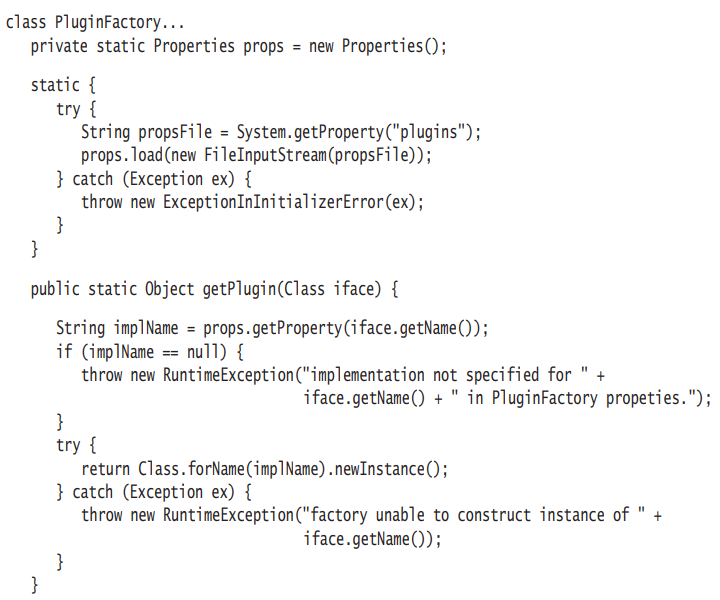 class PluginFactory...
private static Properties props = new Properties();
static {
try {
String propsFile = System.getProperty("plugins");
props.load(new FileInputStream(propsFile));
} catch (Exception ex) {
throw new ExceptionInInitializerError(ex);
}
}
public static Object getPlugin(Class iface) {
String implName = props.getProperty(iface.getName());
if (implName == null) {
throw new RuntimeException("implementation not specified for " +
iface.getName() + " in PluginFactory propeties.");
}
try {
return Class.forName(implName).newInstance();
} catch (Exception ex) {
throw new RuntimeException("factory unable to construct instance of " +
iface.getName());
}
}